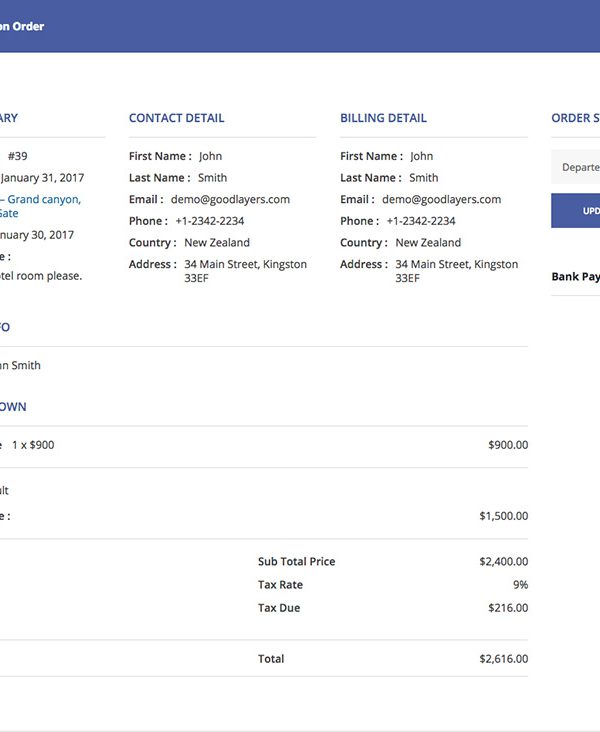 on Order
ARY
#39
January 31, 2017
– Grand canyon,
Gate
nuary 30, 2017
e :
tel room please.
CONTACT DETAIL
First Name : John
Last Name : Smith
Email : demo@goodlayers.com
Phone : +1-2342-2234
Country : New Zealand
Address : 34 Main Street, Kingston
33EF
BILLING DETAIL
First Name : John
Last Name : Smith
Email : demo@goodlayers.com
Phone : +1-2342-2234
Country : New Zealand
Address : 34 Main Street, Kingston
33EF
ORDER S
Departe
UPD
Bank Pay
FO
hn Smith
OWN
e 1 x $900 $900.00
ult
e : $1,500.00
Sub Total Price $2,400.00
Tax Rate 9%
Tax Due $216.00
Total $2,616.00